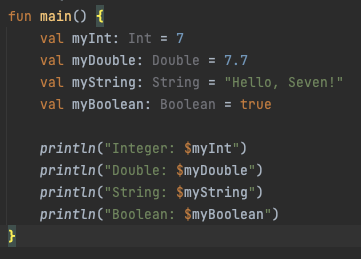 fun main() {
    val myInt: Int = 7
    val myDouble: Double = 7.7
    val myString: String = "Hello, Seven!"
    val myBoolean: Boolean = true

    println("Integer: $myInt")
    println("Double: $myDouble")
    println("String: $myString")
    println("Boolean: $myBoolean")
}